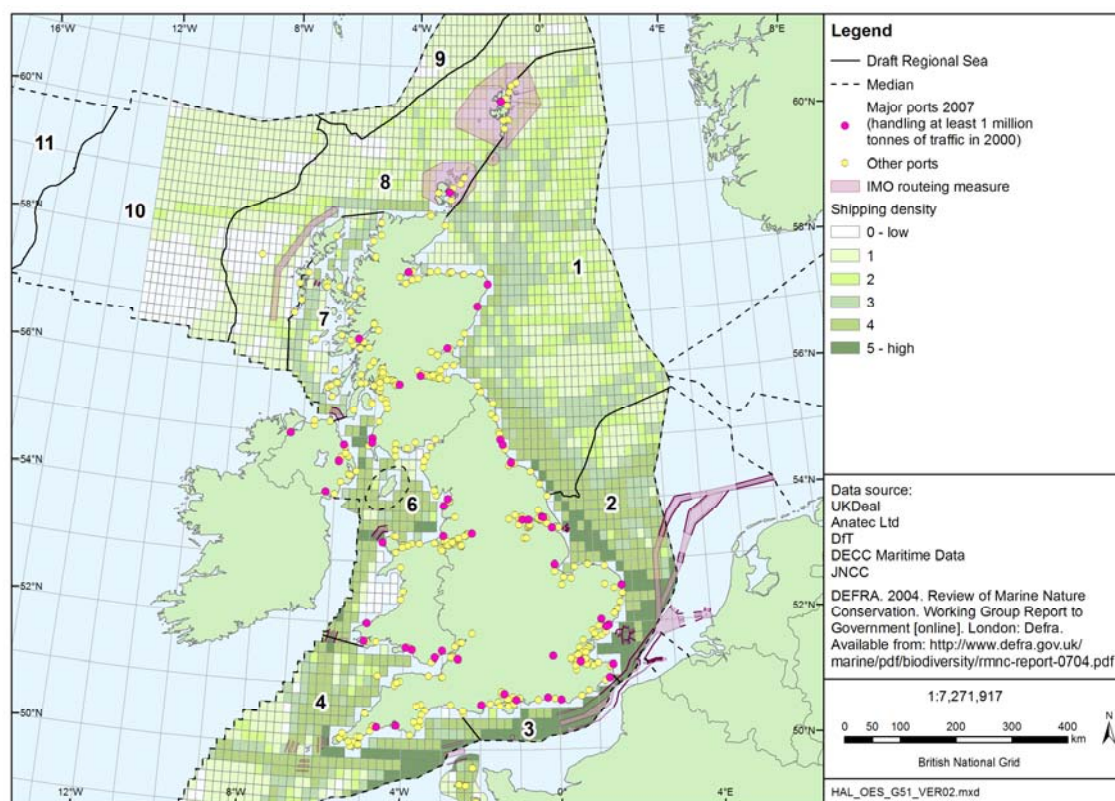 16°W 12°W 8°W 4°W 0° 4°E 8°E
60°N
58°N
56°N
54°N
52°N
50°N
60°N
58°N
56°N
54°N
52°N
50°N
12°W 8°W 4°W 0° 4°E
9
11
8
10
1
7
6
2
4
3
Legend
Draft Regional Sea
Median
Major ports 2007
(handling at least 1 million
tonnes of traffic in 2000)
Other ports
IMO routeing measure
Shipping density
0 - low
1
2
3
4
5 - high
Data source:
UKDeal
Anatec Ltd
DfT
DECC Maritime Data
JNCC
DEFRA. 2004. Review of Marine Nature
Conservation. Working Group Report to
Government [online]. London: Defra.
Available from: http://www.defra.gov.uk/
marine/pdf/biodiversity/rmnc-report-0704.pdf
1:7,271,917
0 50 100 200 300 400
km
N
British National Grid
HAL_OES_G51_VER02.mxd